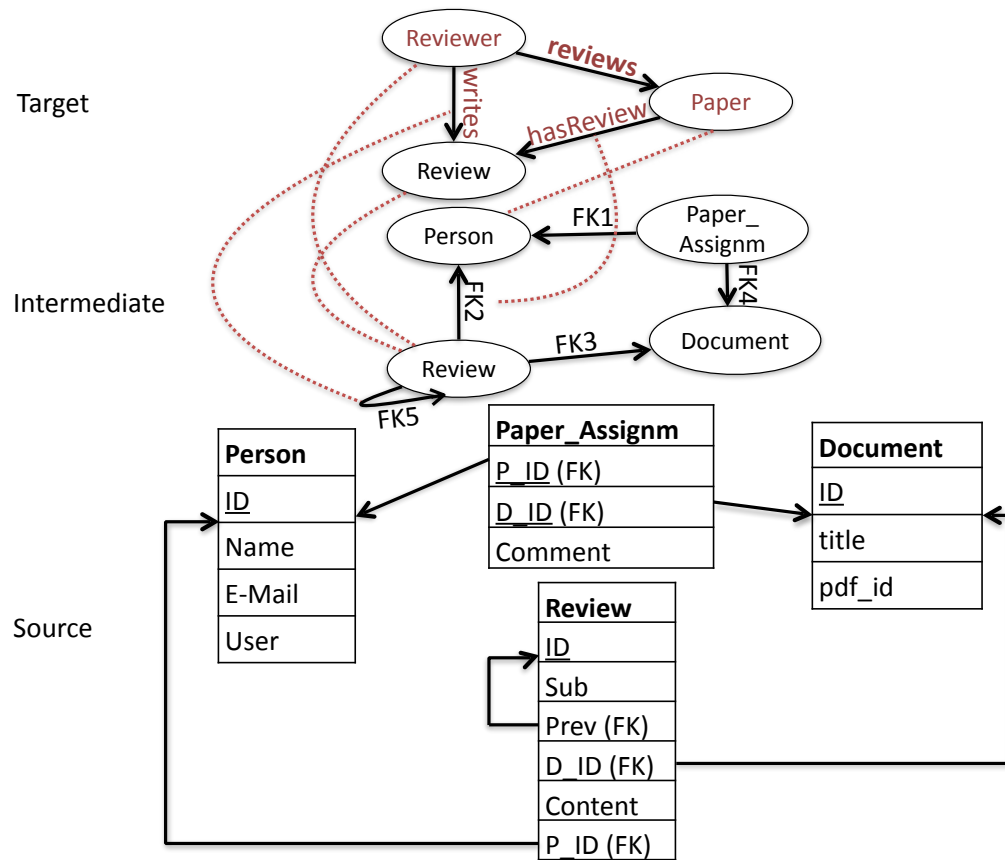 Reviewer
reviews
Target
writes
Paper
hasReview
Review
Person
FK1
Paper_
Assignm
Intermediate
FK2
FK4
Review
FK3
Document
FK5
Person
ID
Name
E-Mail
User
Paper_Assignm
P_ID (FK)
D_ID (FK)
Comment
Document
ID
title
pdf_id
Source
Review
ID
Sub
Prev (FK)
D_ID (FK)
Content
P_ID (FK)